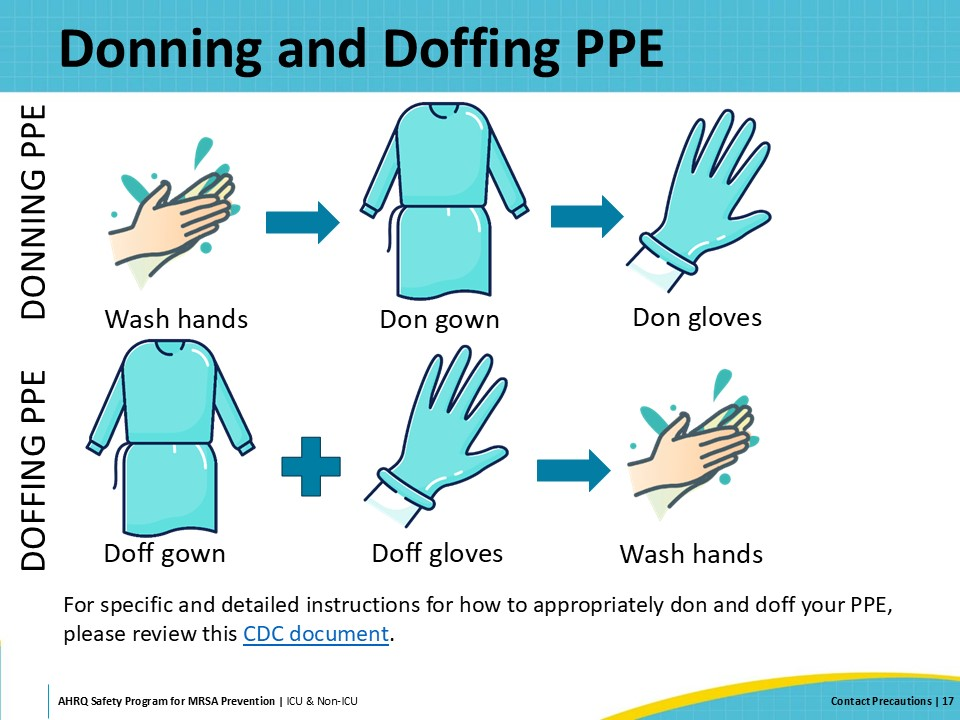 Donning and Doffing PPE
DONNING PPE
Wash hands
Don gown
Don gloves
DOFFING PPE
Doff gown
Doff gloves
Wash hands
For specific and detailed instructions for how to appropriately don and doff your PPE,
please review this CDC document.
AHRQ Safety Program for MRSA Prevention | ICU & Non-ICU
Contact Precautions | 17